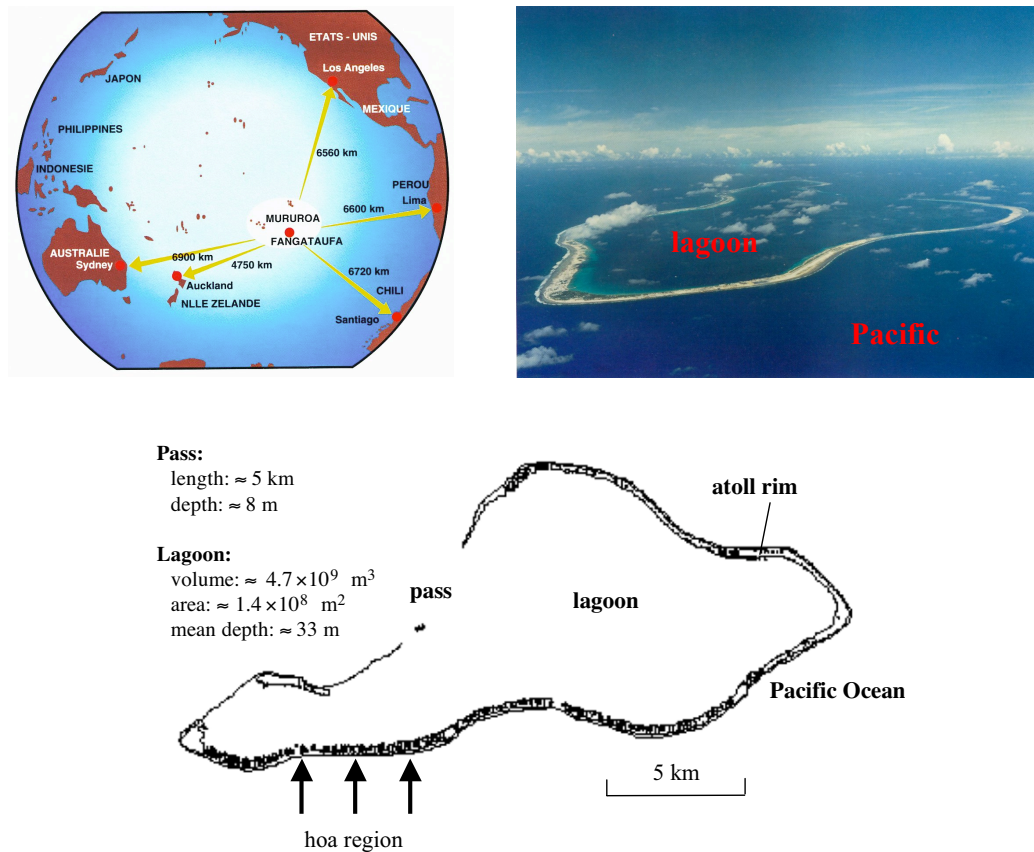 ETATS - UNIS
Los Angeles
JAPON
MEXIQUE
PHILIPPINES
6560 km
INDONESIE
PEROU
Lima
6600 km
MURUROA
FANGATAUFA
AUSTRALIE
Sydney
6900 km
4750 km
6720 km
Auckland
CHILI
NLLE ZELANDE
Santiago
lagoon
Pacific
Pass:
length: ≈ 5 km
depth: ≈ 8 m
Lagoon:
volume: ≈ 4.7×10⁹ m³
area: ≈ 1.4×10⁸ m²
mean depth: ≈ 33 m
atoll rim
pass
lagoon
Pacific Ocean
5 km
hoa region